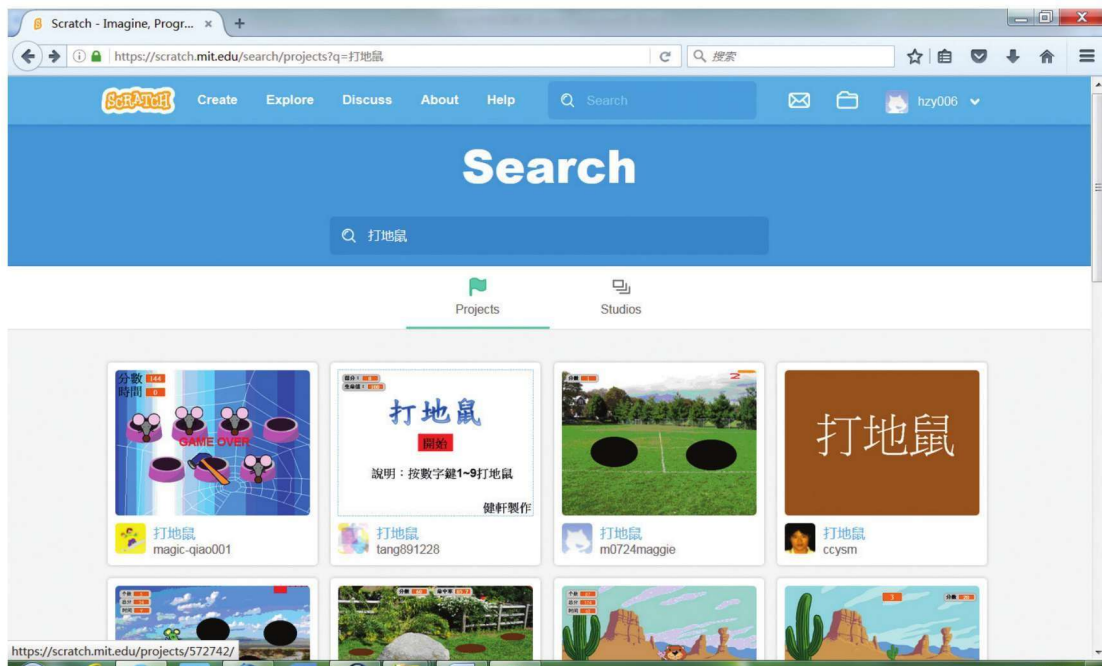 Scratch - Imagine, Progr... × +
https://scratch.mit.edu/search/projects?q=打地鼠
搜索
SCRATCH Create Explore Discuss About Help Search hzy006
Search
打地鼠
Projects Studios
分數 144
時間 0
GAME OVER
打地鼠
開始
說明：按數字鍵1~9打地鼠
健軒製作
打地鼠
打地鼠
magic-qiao001
打地鼠
tang891228
打地鼠
m0724maggie
打地鼠
ccysm
https://scratch.mit.edu/projects/572742/